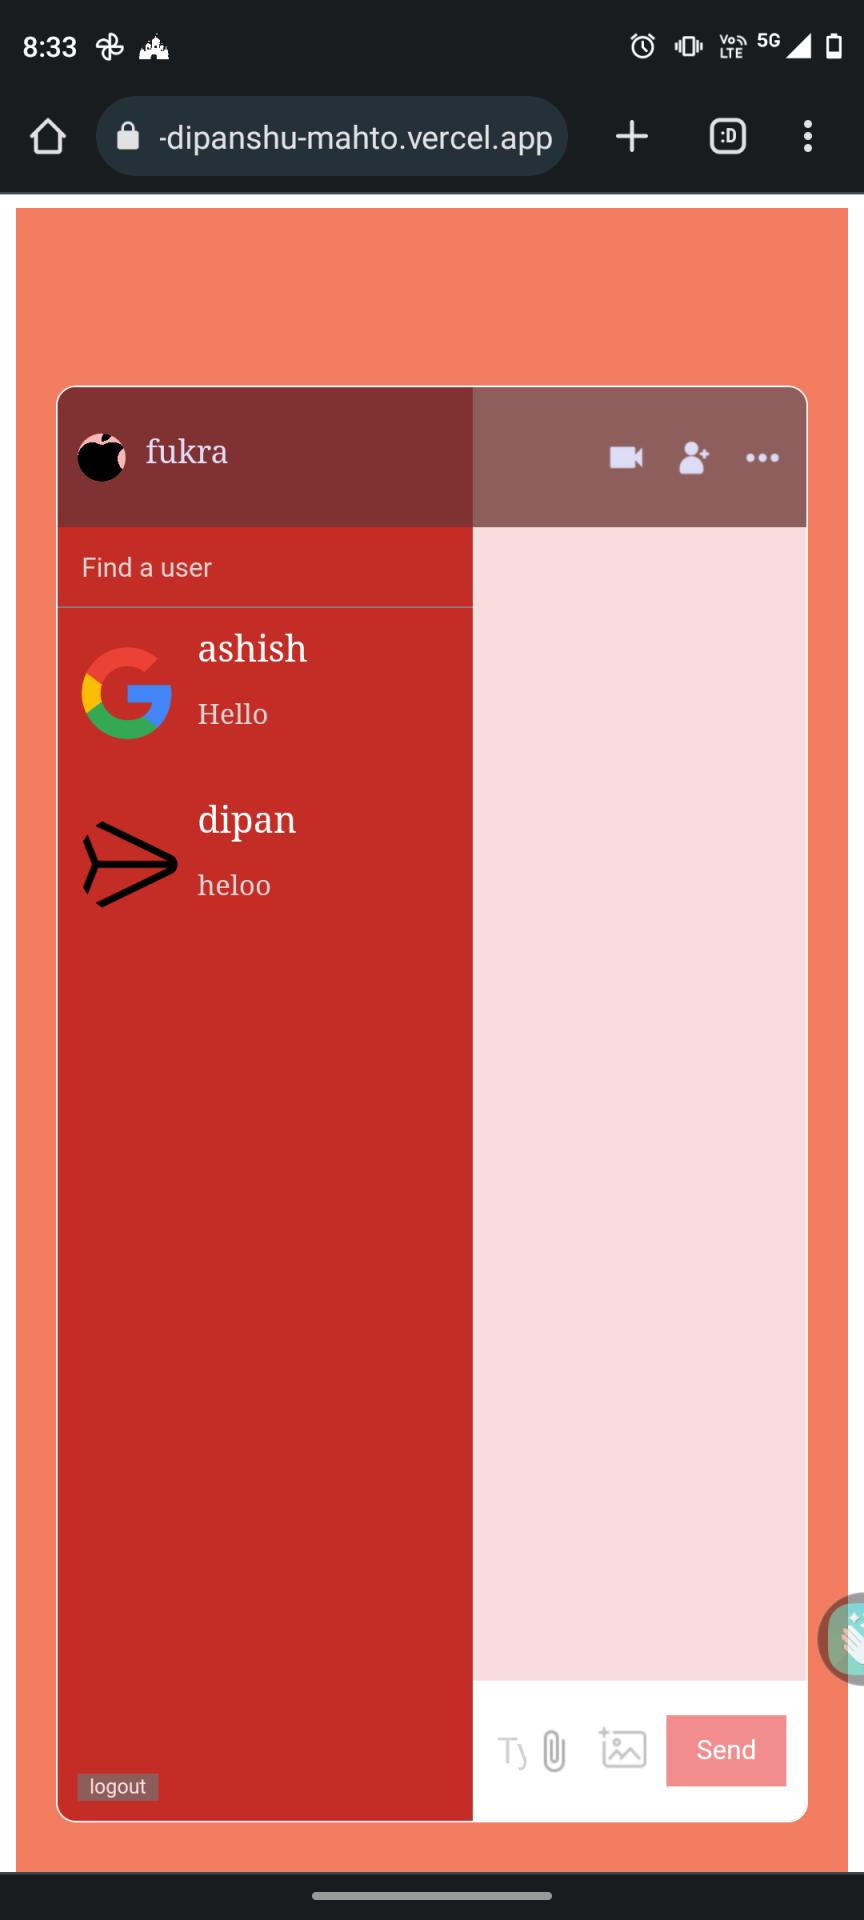 8:33
Vo LTE
5G
-dipanshu-mahto.vercel.app
:D
fukra
Find a user
ashish
Hello
dipan
heloo
Ty
Send
logout